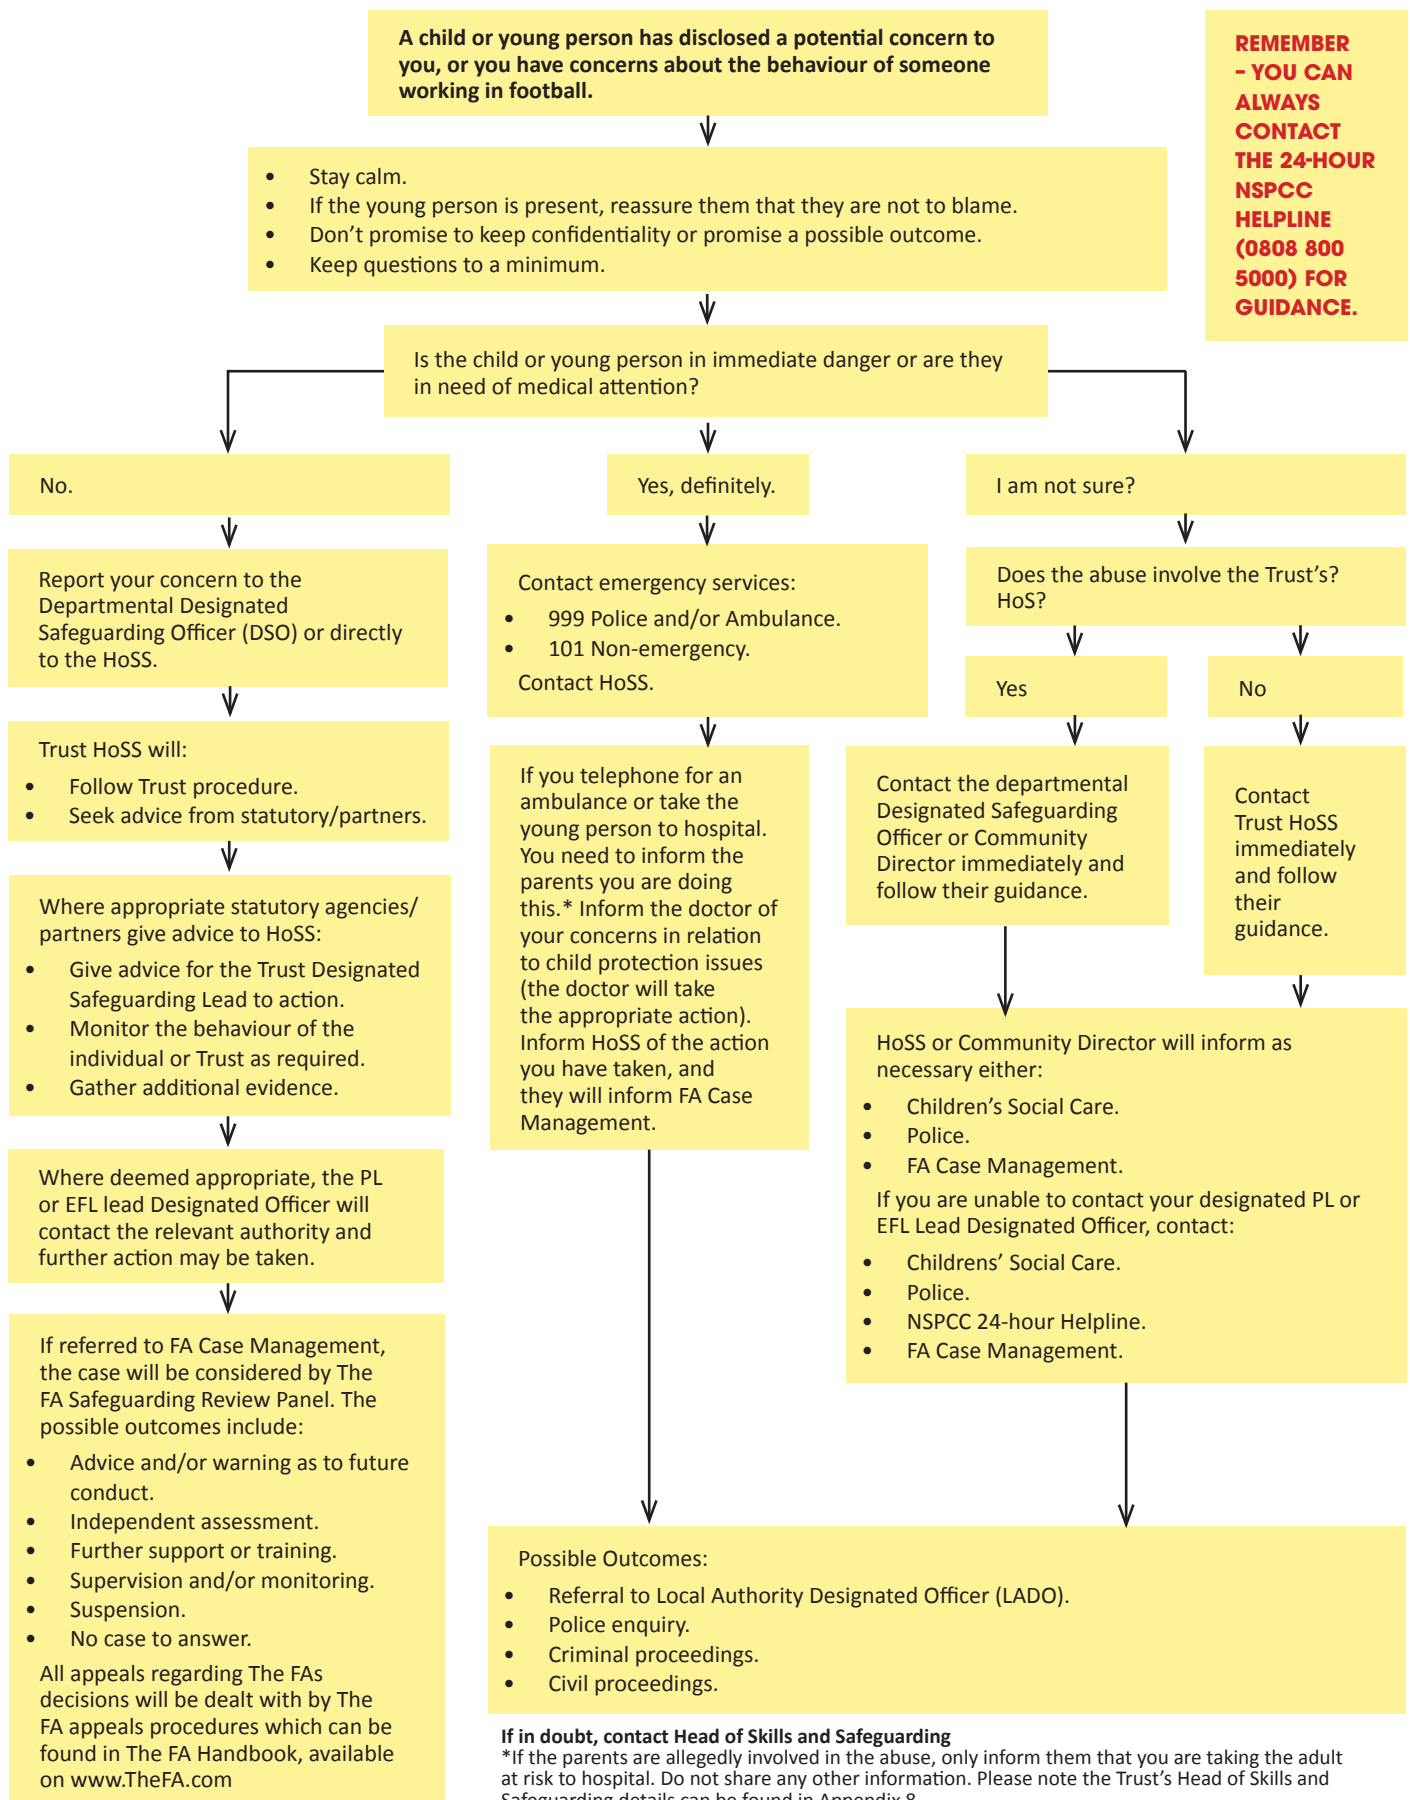 A child or young person has disclosed a potential concern to
you, or you have concerns about the behaviour of someone
working in football.
REMEMBER
– YOU CAN
ALWAYS
CONTACT
THE 24-HOUR
NSPCC
HELPLINE
(0808 800
5000) FOR
GUIDANCE.
• Stay calm.
• If the young person is present, reassure them that they are not to blame.
• Don’t promise to keep confidentiality or promise a possible outcome.
• Keep questions to a minimum.
Is the child or young person in immediate danger or are they
in need of medical attention?
No.
Report your concern to the
Departmental Designated
Safeguarding Officer (DSO) or directly
to the HoSS.
Trust HoSS will:
• Follow Trust procedure.
• Seek advice from statutory/partners.
Where appropriate statutory agencies/
partners give advice to HoSS:
• Give advice for the Trust Designated
Safeguarding Lead to action.
• Monitor the behaviour of the
individual or Trust as required.
• Gather additional evidence.
Where deemed appropriate, the PL
or EFL lead Designated Officer will
contact the relevant authority and
further action may be taken.
If referred to FA Case Management,
the case will be considered by The
FA Safeguarding Review Panel. The
possible outcomes include:
• Advice and/or warning as to future
conduct.
• Independent assessment.
• Further support or training.
• Supervision and/or monitoring.
• Suspension.
• No case to answer.
All appeals regarding The FAs
decisions will be dealt with by The
FA appeals procedures which can be
found in The FA Handbook, available
on www.TheFA.com
Yes, definitely.
Contact emergency services:
• 999 Police and/or Ambulance.
• 101 Non-emergency.
Contact HoSS.
If you telephone for an
ambulance or take the
young person to hospital.
You need to inform the
parents you are doing
this.* Inform the doctor of
your concerns in relation
to child protection issues
(the doctor will take
the appropriate action).
Inform HoSS of the action
you have taken, and
they will inform FA Case
Management.
I am not sure?
Does the abuse involve the Trust’s?
HoS?
Yes
No
Contact the departmental
Designated Safeguarding
Officer or Community
Director immediately and
follow their guidance.
Contact
Trust HoSS
immediately
and follow
their
guidance.
HoSS or Community Director will inform as
necessary either:
• Children’s Social Care.
• Police.
• FA Case Management.
If you are unable to contact your designated PL or
EFL Lead Designated Officer, contact:
• Childrens’ Social Care.
• Police.
• NSPCC 24-hour Helpline.
• FA Case Management.
Possible Outcomes:
• Referral to Local Authority Designated Officer (LADO).
• Police enquiry.
• Criminal proceedings.
• Civil proceedings.
If in doubt, contact Head of Skills and Safeguarding
*If the parents are allegedly involved in the abuse, only inform them that you are taking the adult
at risk to hospital. Do not share any other information. Please note the Trust’s Head of Skills and
Safeguarding details can be found in Appendix 8